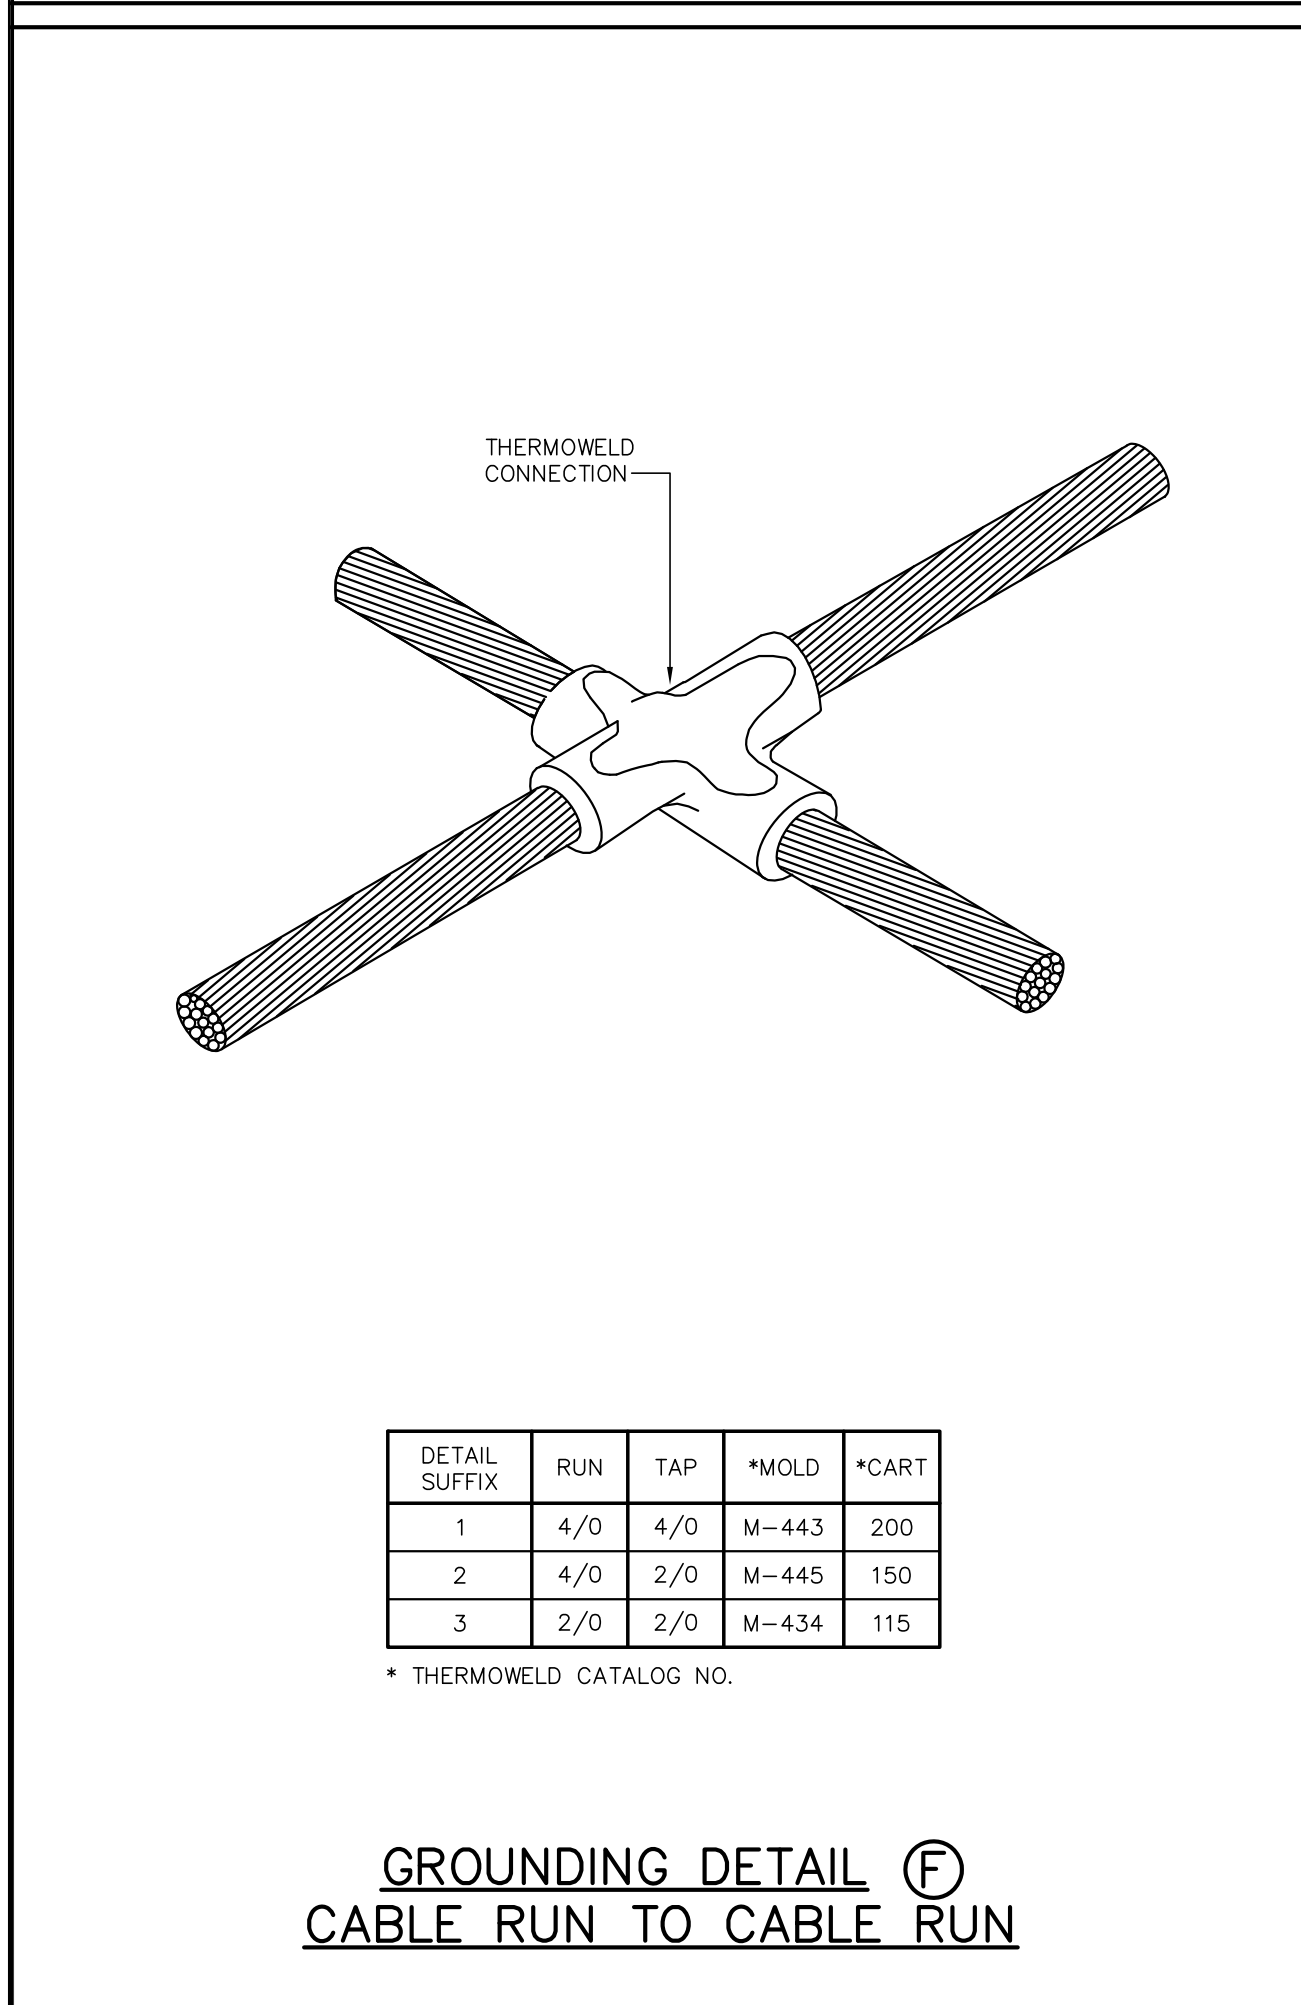 THERMOWELD
CONNECTION
DETAIL SUFFIX RUN TAP *MOLD *CART
1 4/0 4/0 M-443 200
2 4/0 2/0 M-445 150
3 2/0 2/0 M-434 115
* THERMOWELD CATALOG NO.
GROUNDING DETAIL F
CABLE RUN TO CABLE RUN